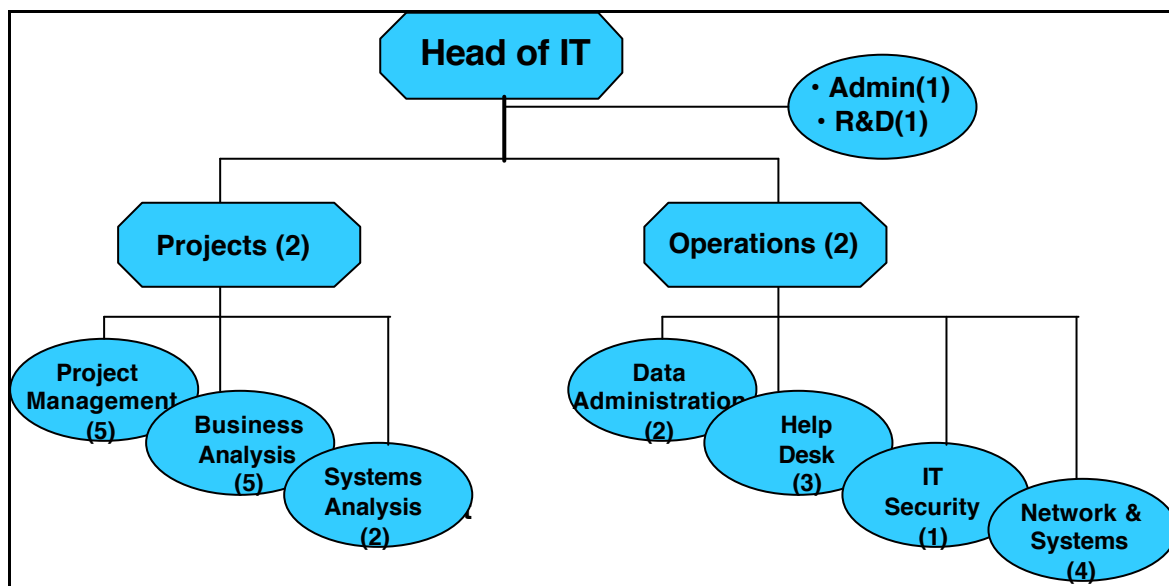 Head of IT
· Admin(1)
· R&D(1)
Projects (2)
Operations (2)
Project
Management
(5)
Business
Analysis
(5)
Systems
Analysis
(2)
Data
Administration
(2)
Help
Desk
(3)
IT
Security
(1)
Network &
Systems
(4)